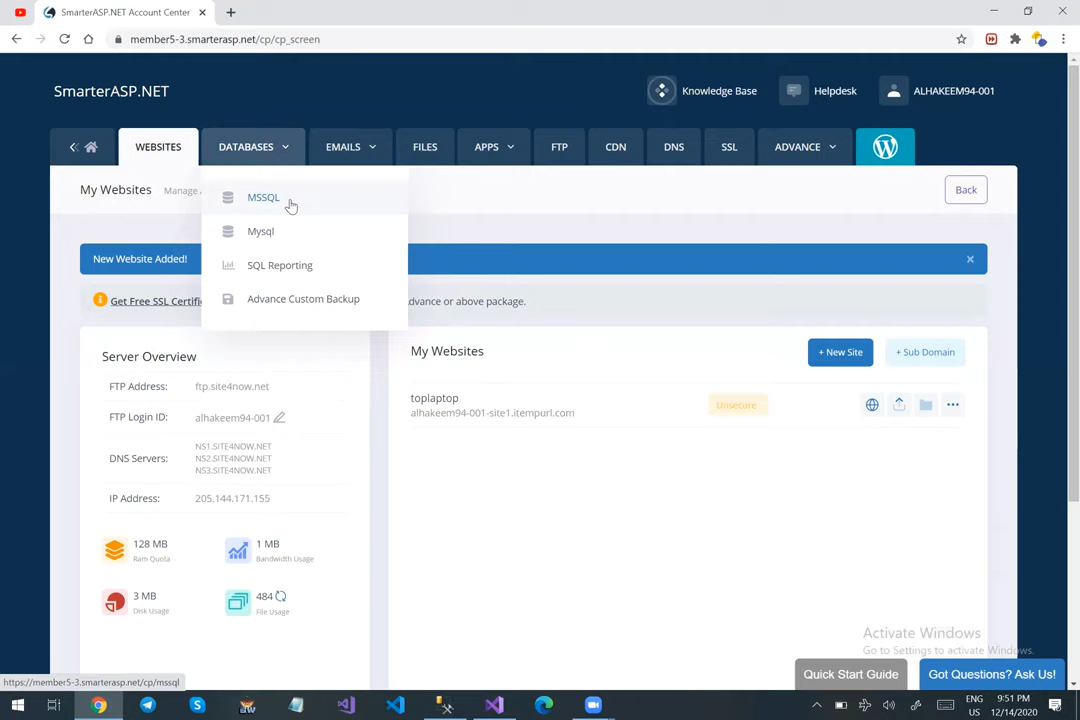 SmarterASP.NET Account Center
member5-3.smarterasp.net/cp/cp_screen
SmarterASP.NET
Knowledge Base
Helpdesk
ALHAKEEM94-001
WEBSITES
DATABASES
EMAILS
FILES
APPS
FTP
CDN
DNS
SSL
ADVANCE
My Websites
Back
MSSQL
Mysql
SQL Reporting
Advance Custom Backup
New Website Added!
Get Free SSL Certifi
dvance or above package.
Server Overview
FTP Address: ftp.site4now.net
FTP Login ID: alhakeem94-001
DNS Servers:
NS1.SITE4NOW.NET
NS2.SITE4NOW.NET
NS3.SITE4NOW.NET
IP Address: 205.144.171.155
128 MB
Ram Quota
1 MB
Bandwidth Usage
3 MB
Disk Usage
484
File Usage
My Websites
+ New Site
+ Sub Domain
toplaptop
alhakeem94-001-site1.itempurl.com
Unsecure
Activate Windows
Go to Settings to activate Windows.
Quick Start Guide
Got Questions? Ask Us!
https://member5-3.smarterasp.net/cp/mssql
ENG
US
9:51 PM
12/14/2020